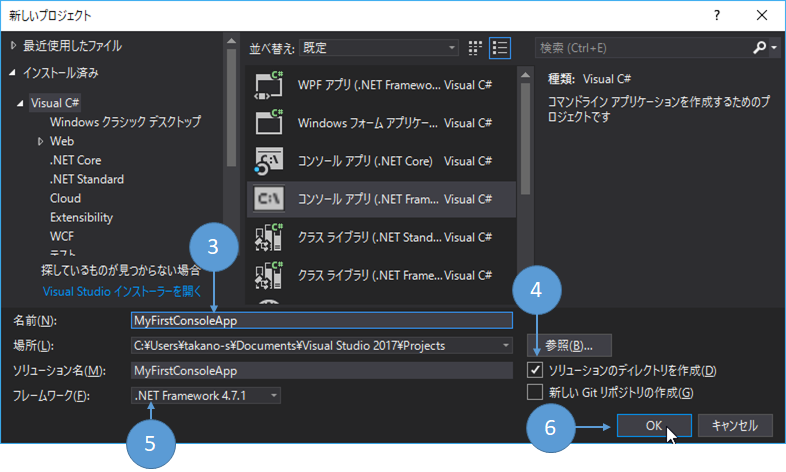 新しいプロジェクト
? ×
最近使用したファイル
インストール済み
Visual C#
Windows クラシック デスクトップ
Web
.NET Core
.NET Standard
Cloud
Extensibility
WCF
テスト
探しているものが見つからない場合
Visual Studio インストーラーを開く
並べ替え: 既定
WPF アプリ (.NET Framewo... Visual C#
Windows フォーム アプリケー... Visual C#
コンソール アプリ (.NET Core) Visual C#
コンソール アプリ (.NET Fram... Visual C#
クラス ライブラリ (.NET Stand... Visual C#
クラス ライブラリ (.NET Frame... Visual C#
検索 (Ctrl+E)
種類: Visual C#
コマンドライン アプリケーションを作成するためのプ
ロジェクトです
3
4
名前(N): MyFirstConsoleApp
場所(L): C:¥Users¥takano-s¥Documents¥Visual Studio 2017¥Projects 参照(B)...
ソリューション名(M): MyFirstConsoleApp ソリューションのディレクトリを作成(D)
フレームワーク(F): .NET Framework 4.7.1 新しい Git リポジトリの作成(G)
5
6
OK キャンセル